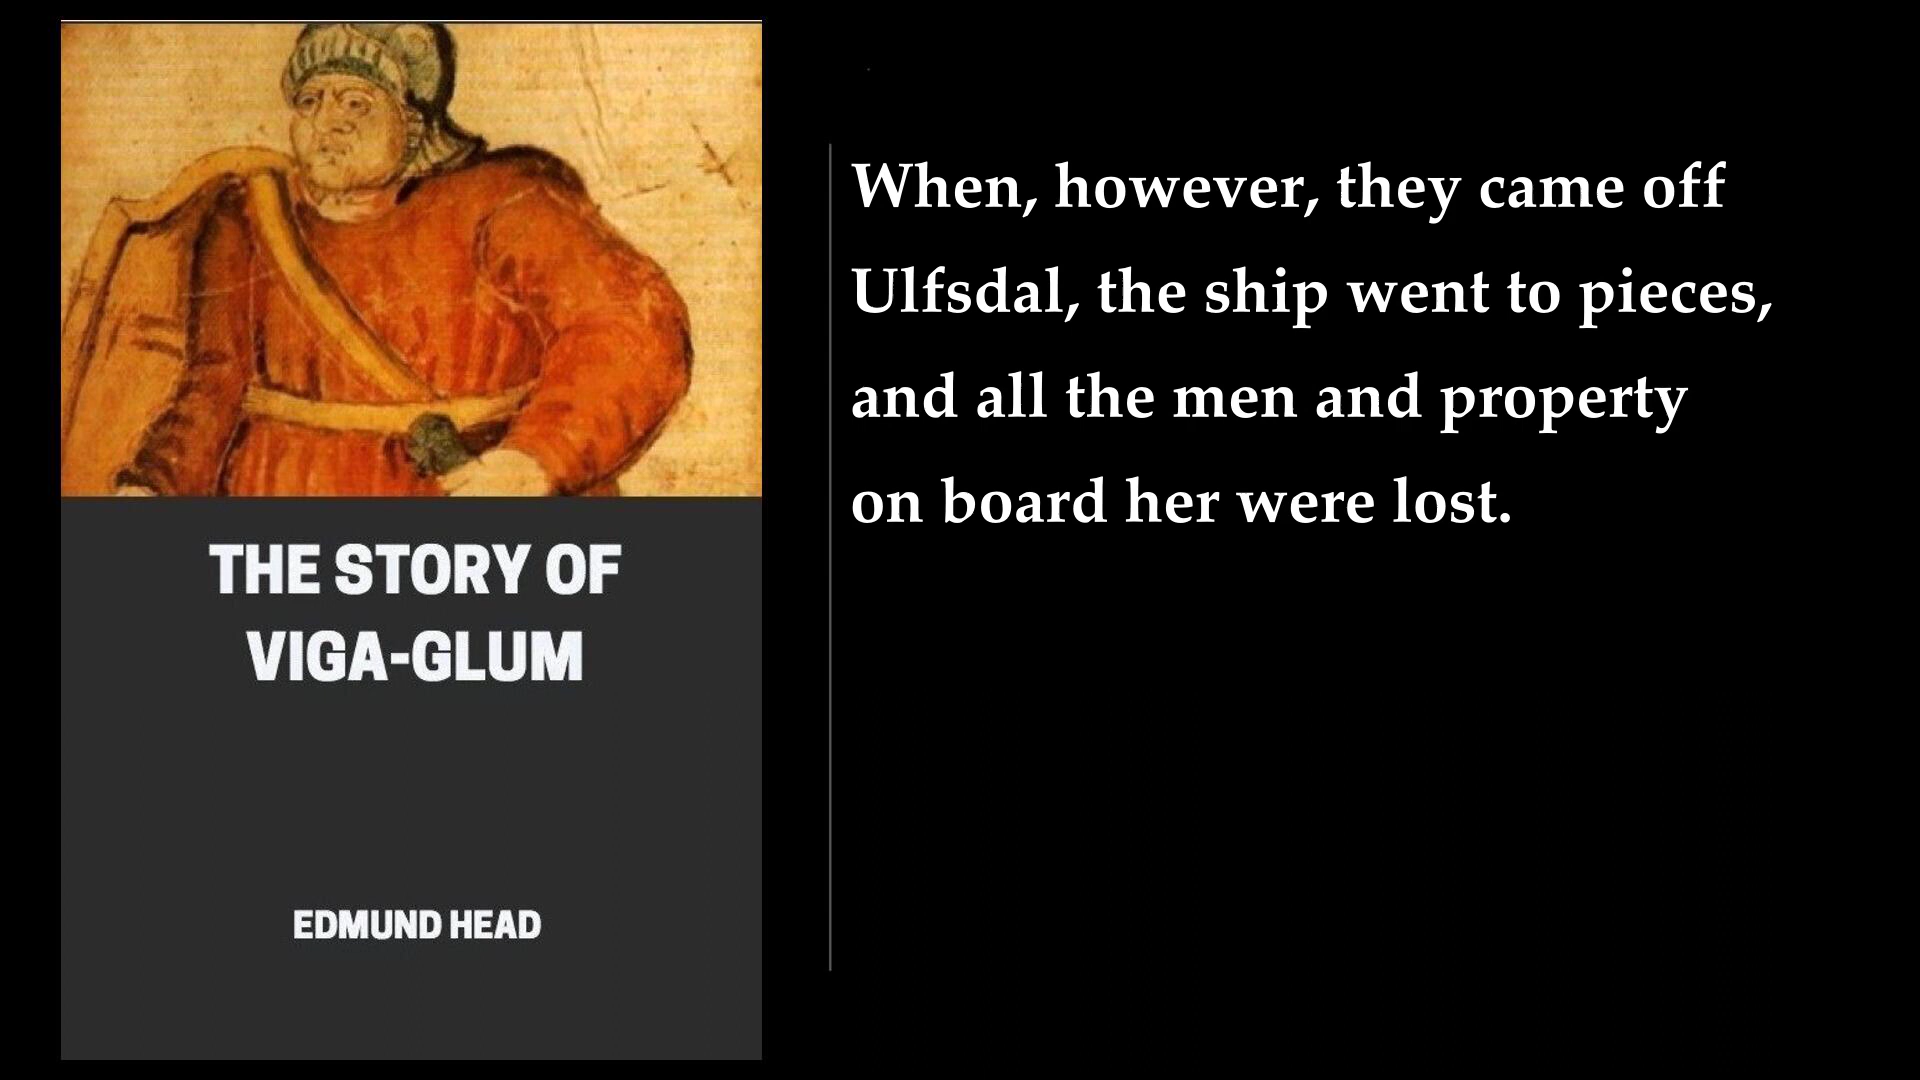 THE STORY OF
VIGA-GLUM
EDMUND HEAD
When, however, they came off
Ulfsdal, the ship went to pieces,
and all the men and property
on board her were lost.